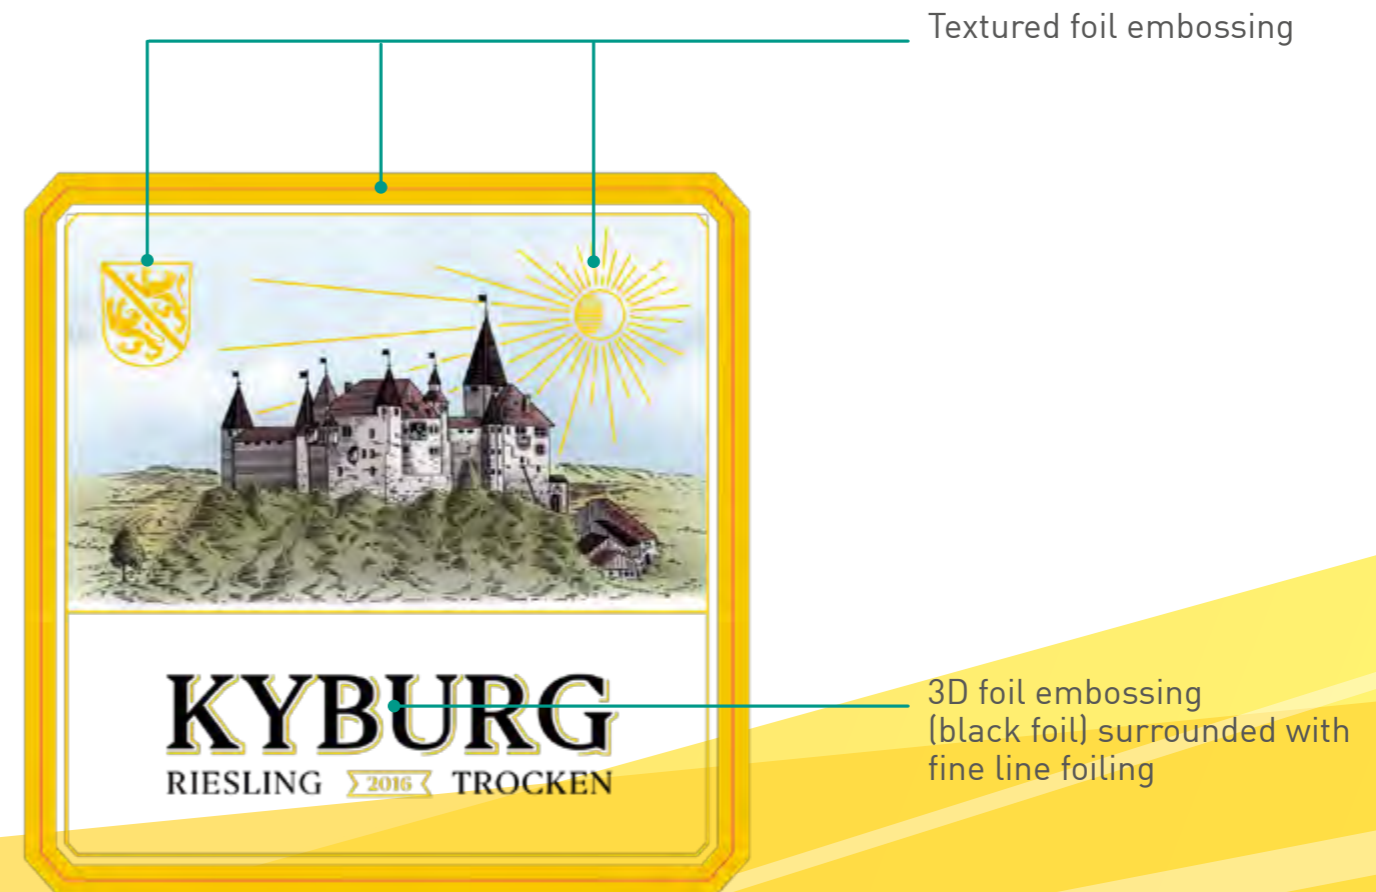 Textured foil embossing
KYBURG
RIESLING 2016 TROCKEN
3D foil embossing
(black foil) surrounded with
fine line foiling